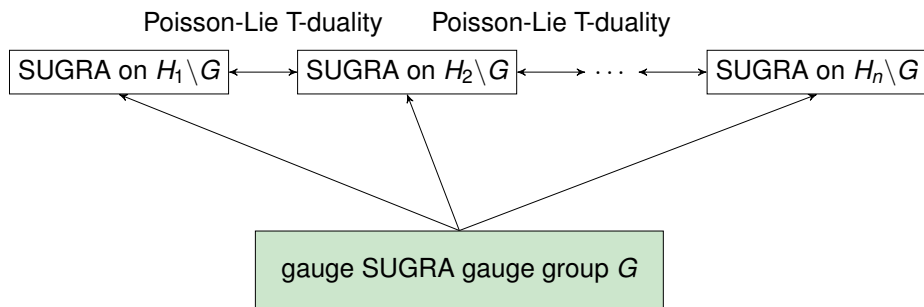 Poisson-Lie T-duality Poisson-Lie T-duality
SUGRA on H₁\G SUGRA on H₂\G ··· SUGRA on Hₙ\G
gauge SUGRA gauge group G